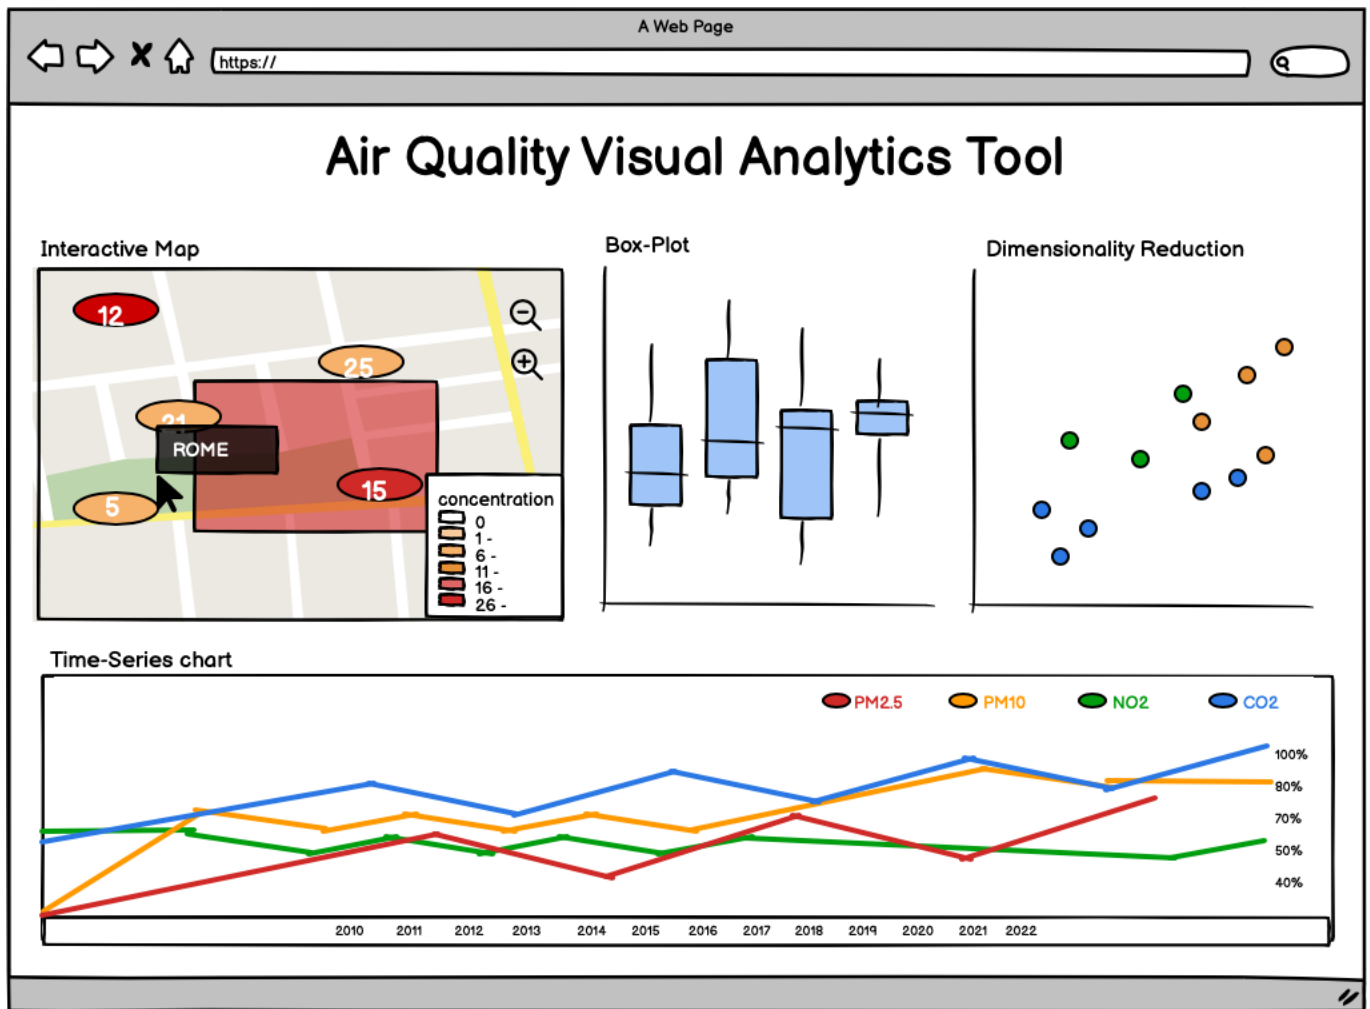 A Web Page
https://
Air Quality Visual Analytics Tool
Interactive Map
Box-Plot
Dimensionality Reduction
12
25
21
ROME
5
15
concentration
0
1 -
6 -
11 -
16 -
26 -
Time-Series chart
PM2.5 PM10 NO2 CO2
100%
80%
70%
50%
40%
2010 2011 2012 2013 2014 2015 2016 2017 2018 2019 2020 2021 2022